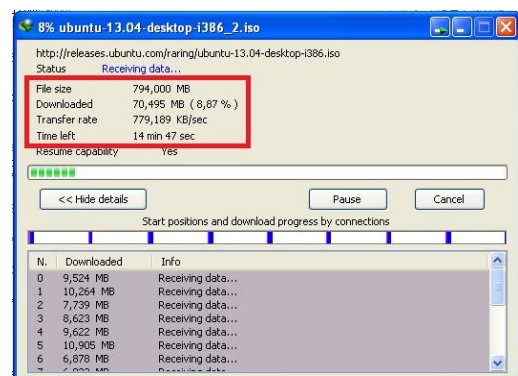 8% ubuntu-13.04-desktop-i386_2.iso
http://releases.ubuntu.com/raring/ubuntu-13.04-desktop-i386.iso
Status Receiving data...
File size 794,000 MB
Downloaded 70,495 MB ( 8,87 % )
Transfer rate 779,189 KB/sec
Time left 14 min 47 sec
Resume capability Yes
<< Hide details Pause Cancel
Start positions and download progress by connections
N. Downloaded Info
0 9,524 MB Receiving data...
1 10,264 MB Receiving data...
2 7,739 MB Receiving data...
3 8,623 MB Receiving data...
4 9,622 MB Receiving data...
5 10,905 MB Receiving data...
6 6,878 MB Receiving data...